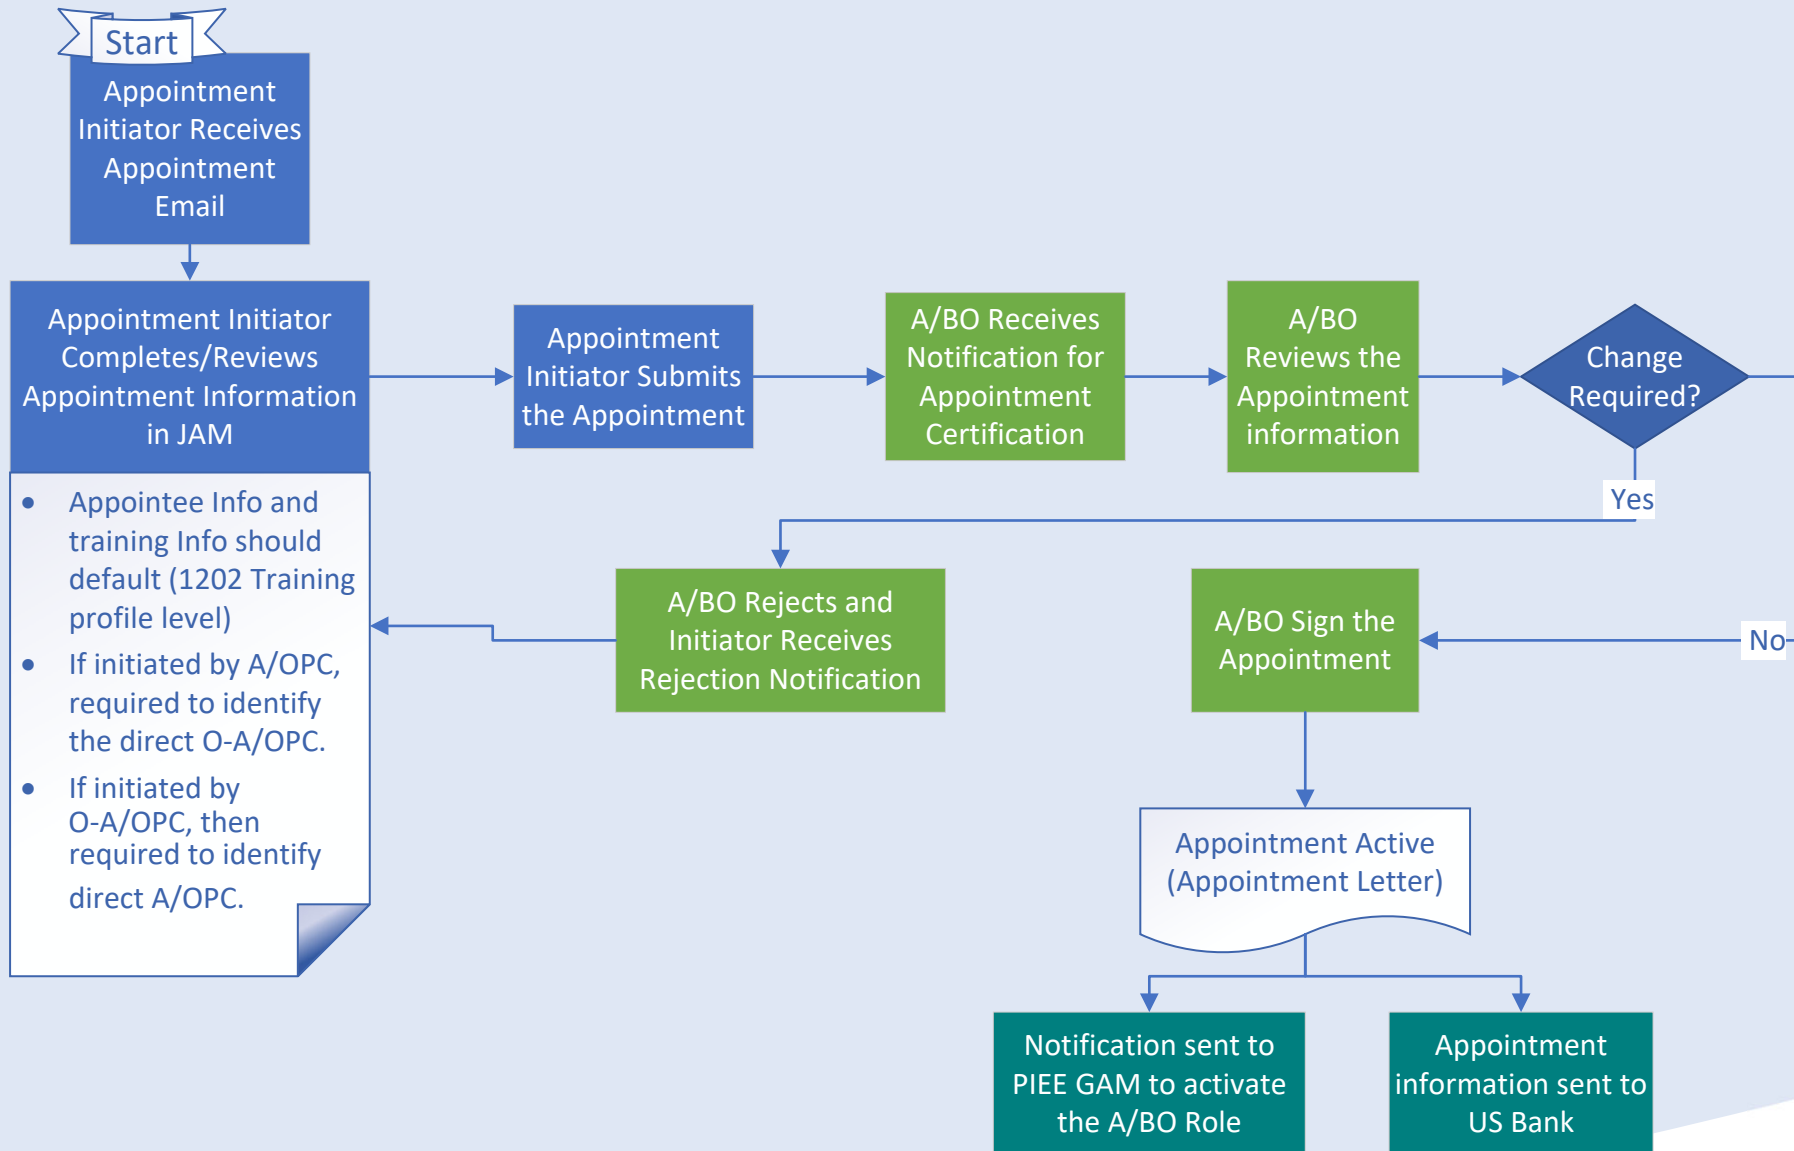 Start
Appointment
Initiator Receives
Appointment
Email
Appointment Initiator
Completes/Reviews
Appointment Information
in JAM
Appointment
Initiator Submits
the Appointment
A/BO Receives
Notification for
Appointment
Certification
A/BO
Reviews the
Appointment
information
Change
Required?
Yes
• Appointee Info and
training Info should
default (1202 Training
profile level)
• If initiated by A/OPC,
required to identify
the direct O-A/OPC.
• If initiated by
O-A/OPC, then
required to identify
direct A/OPC.
A/BO Rejects and
Initiator Receives
Rejection Notification
A/BO Sign the
Appointment
No
Appointment Active
(Appointment Letter)
Notification sent to
PIEE GAM to activate
the A/BO Role
Appointment
information sent to
US Bank